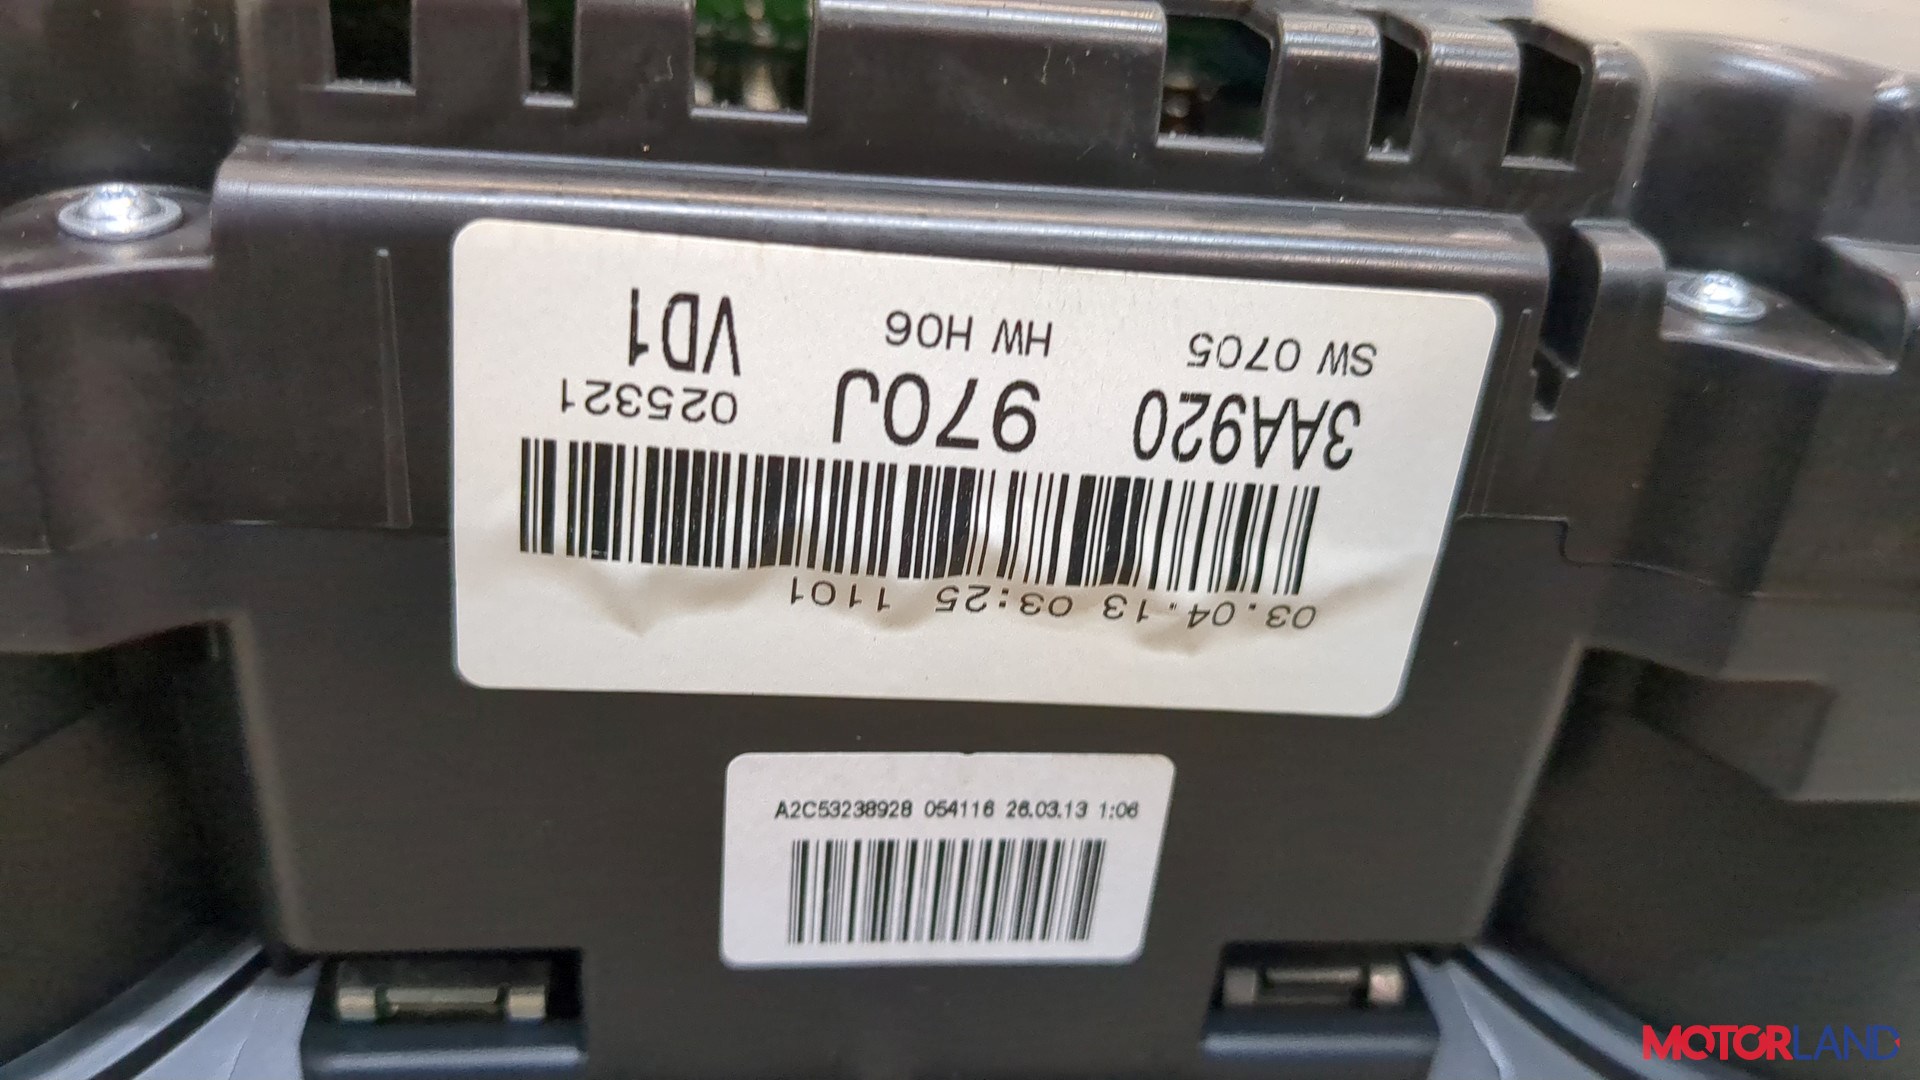 SW 0705 HW H06 VD1
3AA920 970J 025321
03.04.13 03:25 1101
A2C53238928 054116 26.03.13 1:06
MOTORLAND